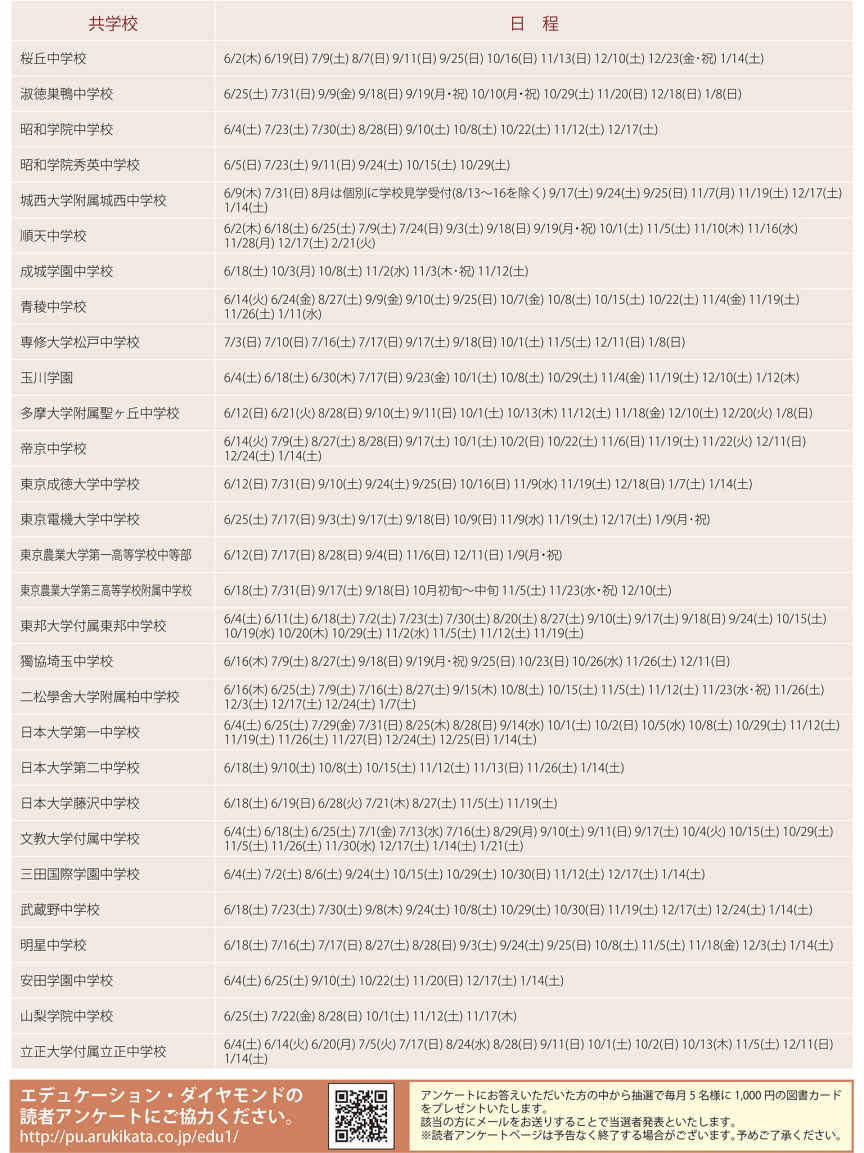 共学校
日 程
桜丘中学校
6/2(木) 6/19(日) 7/9(土) 8/7(日) 9/11(日) 9/25(日) 10/16(日) 11/13(日) 12/10(土) 12/23(金・祝) 1/14(土)
淑徳巣鴨中学校
6/25(土) 7/31(日) 9/9(金) 9/18(日) 9/19(月・祝) 10/10(月・祝) 10/29(土) 11/20(日) 12/18(日) 1/8(日)
昭和学院中学校
6/4(土) 7/23(土) 7/30(土) 8/28(日) 9/10(土) 10/8(土) 10/22(土) 11/12(土) 12/17(土)
昭和学院秀英中学校
6/5(日) 7/23(土) 9/11(日) 9/24(土) 10/15(土) 10/29(土)
城西大学附属城西中学校
6/9(木) 7/31(日) 8月は個別に学校見学受付(8/13～16を除く) 9/17(土) 9/24(土) 9/25(日) 11/7(月) 11/19(土) 12/17(土)
1/14(土)
順天中学校
6/2(木) 6/18(土) 6/25(土) 7/9(土) 7/24(日) 9/3(土) 9/18(日) 9/19(月・祝) 10/1(土) 11/5(土) 11/10(木) 11/16(水)
11/28(月) 12/17(土) 2/21(火)
成城学園中学校
6/18(土) 10/3(月) 10/8(土) 11/2(水) 11/3(木・祝) 11/12(土)
青稜中学校
6/14(火) 6/24(金) 8/27(土) 9/9(金) 9/10(土) 9/25(日) 10/7(金) 10/8(土) 10/15(土) 10/22(土) 11/4(金) 11/19(土)
11/26(土) 1/11(水)
専修大学松戸中学校
7/3(日) 7/10(日) 7/16(土) 7/17(日) 9/17(土) 9/18(日) 10/1(土) 11/5(土) 12/11(日) 1/8(日)
玉川学園
6/4(土) 6/18(土) 6/30(木) 7/17(日) 9/23(金) 10/1(土) 10/8(土) 10/29(土) 11/4(金) 11/19(土) 12/10(土) 1/12(木)
多摩大学附属聖ヶ丘中学校
6/12(日) 6/21(火) 8/28(日) 9/10(土) 9/11(日) 10/1(土) 10/13(木) 11/12(土) 11/18(金) 12/10(土) 12/20(火) 1/8(日)
帝京中学校
6/14(火) 7/9(土) 8/27(土) 8/28(日) 9/17(土) 10/1(土) 10/2(日) 10/22(土) 11/6(日) 11/19(土) 11/22(火) 12/11(日)
12/24(土) 1/14(土)
東京成徳大学中学校
6/12(日) 7/31(日) 9/10(土) 9/24(土) 9/25(日) 10/16(日) 11/9(水) 11/19(土) 12/18(日) 1/7(土) 1/14(土)
東京電機大学中学校
6/25(土) 7/17(日) 9/3(土) 9/17(土) 9/18(日) 10/9(日) 11/9(水) 11/19(土) 12/17(土) 1/9(月・祝)
東京農業大学第一高等学校中等部
6/12(日) 7/17(日) 8/28(日) 9/4(日) 11/6(日) 12/11(日) 1/9(月・祝)
東京農業大学第三高等学校附属中学校
6/18(土) 7/31(日) 9/17(土) 9/18(日) 10月初旬～中旬 11/5(土) 11/23(水・祝) 12/10(土)
東邦大学付属東邦中学校
6/4(土) 6/11(土) 6/18(土) 7/2(土) 7/23(土) 7/30(土) 8/20(土) 8/27(土) 9/10(土) 9/17(土) 9/18(日) 9/24(土) 10/15(土)
10/19(水) 10/20(木) 10/29(土) 11/2(水) 11/5(土) 11/12(土) 11/19(土)
獨協埼玉中学校
6/16(木) 7/9(土) 8/27(土) 9/18(日) 9/19(月・祝) 9/25(日) 10/23(日) 10/26(水) 11/26(土) 12/11(日)
二松學舎大学附属柏中学校
6/16(木) 6/25(土) 7/9(土) 7/16(土) 8/27(土) 9/15(木) 10/8(土) 10/15(土) 11/5(土) 11/12(土) 11/23(水・祝) 11/26(土)
12/3(土) 12/17(土) 12/24(土) 1/7(土)
日本大学第一中学校
6/4(土) 6/25(土) 7/29(金) 7/31(日) 8/25(木) 8/28(日) 9/14(水) 10/1(土) 10/2(日) 10/5(水) 10/8(土) 10/29(土) 11/12(土)
11/19(土) 11/26(土) 11/27(日) 12/24(土) 12/25(日) 1/14(土)
日本大学第二中学校
6/18(土) 9/10(土) 10/8(土) 10/15(土) 11/12(土) 11/13(日) 11/26(土) 1/14(土)
日本大学藤沢中学校
6/18(土) 6/19(日) 6/28(火) 7/21(木) 8/27(土) 11/5(土) 11/19(土)
文教大学付属中学校
6/4(土) 6/18(土) 6/25(土) 7/1(金) 7/13(水) 7/16(土) 8/29(月) 9/10(土) 9/11(日) 9/17(土) 10/4(火) 10/15(土) 10/29(土)
11/5(土) 11/26(土) 11/30(水) 12/17(土) 1/14(土) 1/21(土)
三田国際学園中学校
6/4(土) 7/2(土) 8/6(土) 9/24(土) 10/15(土) 10/29(土) 10/30(日) 11/12(土) 12/17(土) 1/14(土)
武蔵野中学校
6/18(土) 7/23(土) 7/30(土) 9/8(木) 9/24(土) 10/8(土) 10/29(土) 10/30(日) 11/19(土) 12/17(土) 12/24(土) 1/14(土)
明星中学校
6/18(土) 7/16(土) 7/17(日) 8/27(土) 8/28(日) 9/3(土) 9/24(土) 9/25(日) 10/8(土) 11/5(土) 11/18(金) 12/3(土) 1/14(土)
安田学園中学校
6/4(土) 6/25(土) 9/10(土) 10/22(土) 11/20(日) 12/17(土) 1/14(土)
山梨学院中学校
6/25(土) 7/22(金) 8/28(日) 10/1(土) 11/12(土) 11/17(木)
立正大学付属立正中学校
6/4(土) 6/14(火) 6/20(月) 7/5(火) 7/17(日) 8/24(水) 8/28(日) 9/11(日) 10/1(土) 10/2(日) 10/13(木) 11/5(土) 12/11(日)
1/14(土)
エデュケーション・ダイヤモンドの
読者アンケートにご協力ください。
http://pu.arukikata.co.jp/edu1/
アンケートにお答えいただいた方の中から抽選で毎月5名様に1,000円の図書カード
をプレゼントいたします。
該当の方にメールをお送りすることで当選者発表といたします。
※読者アンケートページは予告なく終了する場合がございます。予めご了承ください。